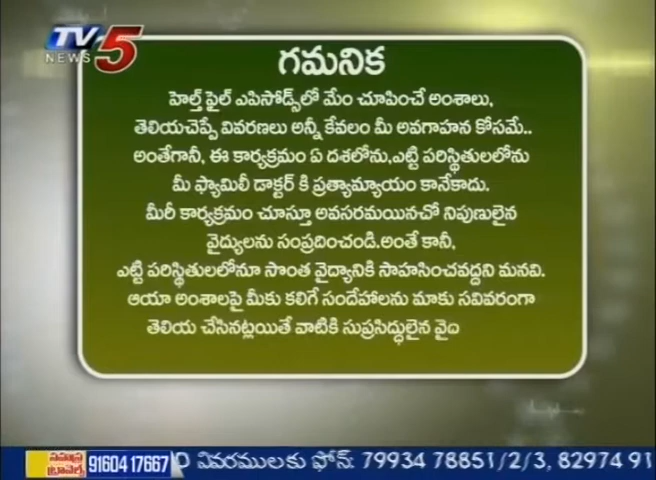 TV5
NEWS
గమనిక
హెల్త్ ఫైల్ ఎపిసోడ్స్‌లో మేం చూపించే అంశాలు,
తెలియచెప్పే వివరణలు అన్నీ కేవలం మీ అవగాహన కోసమే..
అంతేగానీ, ఈ కార్యక్రమం ఏ దశలోను,ఎట్టి పరిస్థితులలోను
మీ ఫ్యామిలీ డాక్టర్ కి ప్రత్యామ్యాయం కానేకాదు.
మీరీ కార్యక్రమం చూస్తూ అవసరమయినచో నిపుణులైన
వైద్యులను సంప్రదించండి.అంతే కానీ,
ఎట్టి పరిస్థితులలోనూ సొంత వైద్యానికి సాహసించవద్దని మనవి.
ఆయా అంశాలపై మీకు కలిగే సందేహాలను మాకు సవివరంగా
తెలియ చేసినట్లయితే వాటికి సుప్రసిద్ధులైన
ట్రావెల్స్ 9160417667 వివరములకు ఫోన్: 79934 78851/2/3, 82974 91